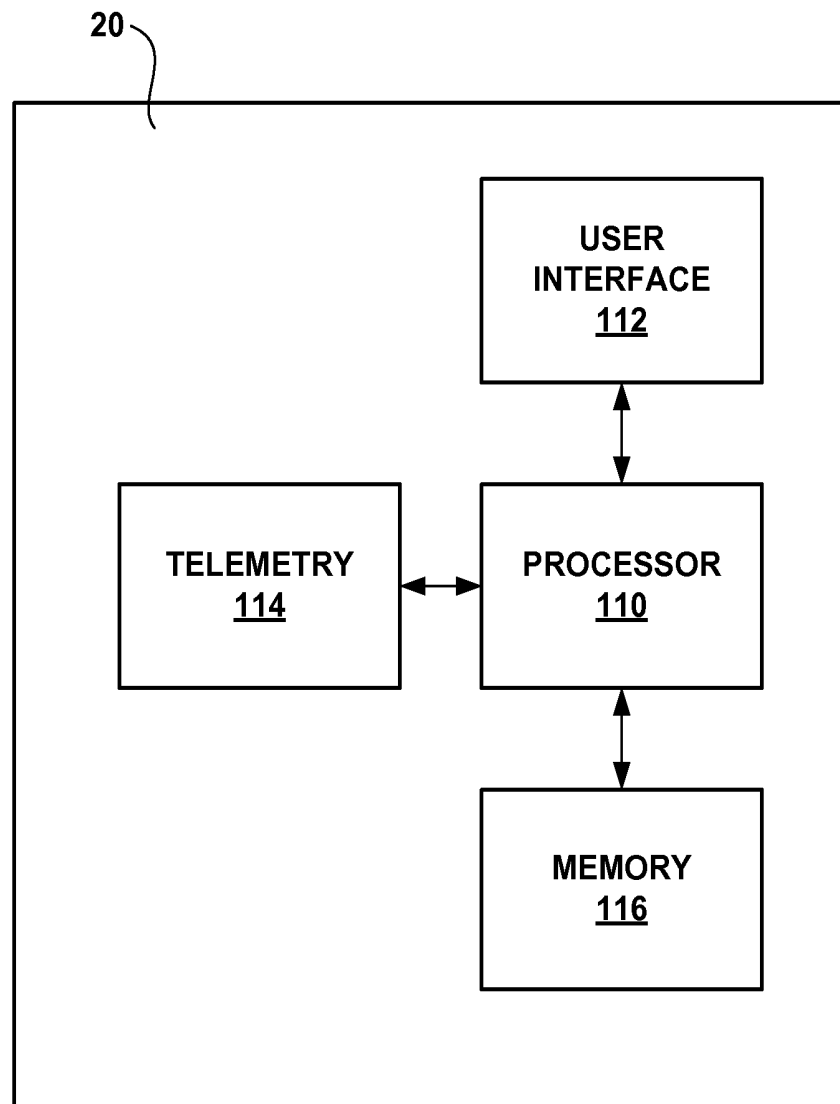 20
USER
INTERFACE
112
TELEMETRY
114
PROCESSOR
110
MEMORY
116